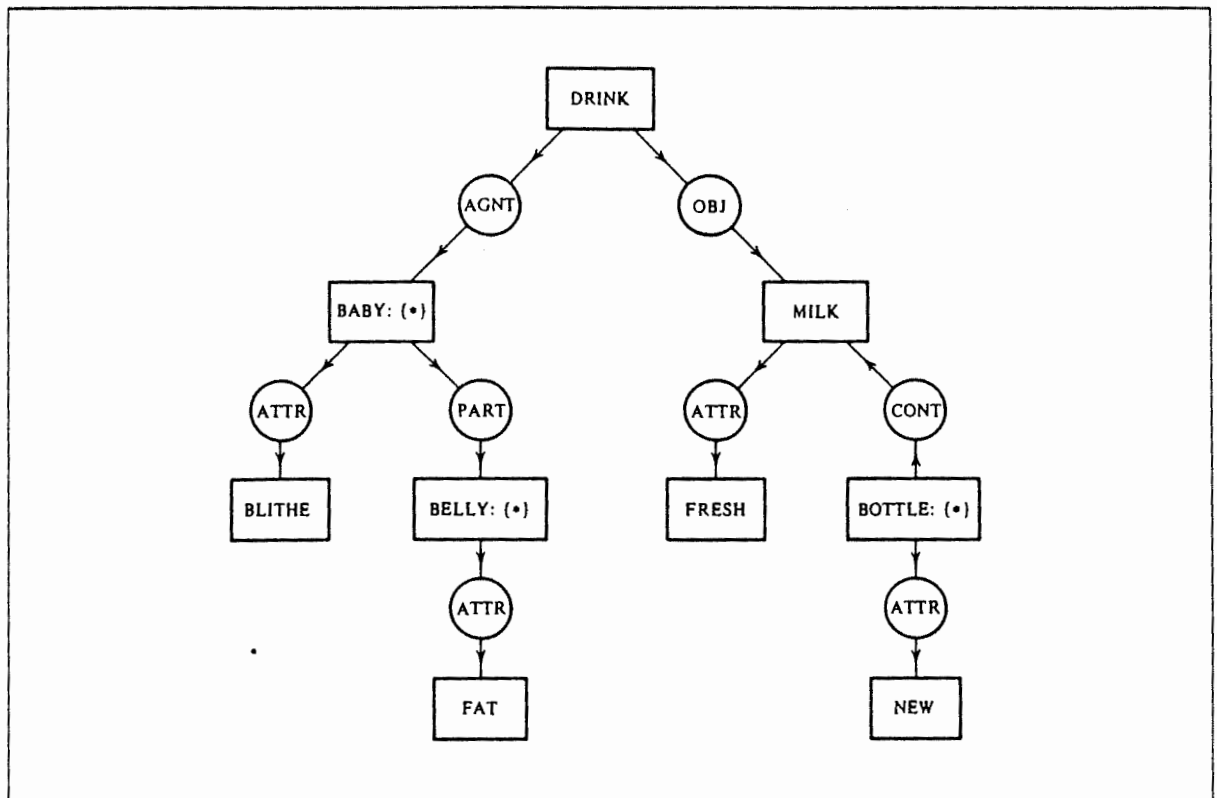 DRINK
AGNT OBJ
BABY: {*} MILK
ATTR PART ATTR CONT
BLITHE BELLY: {*} FRESH BOTTLE: {*}
ATTR ATTR
FAT NEW